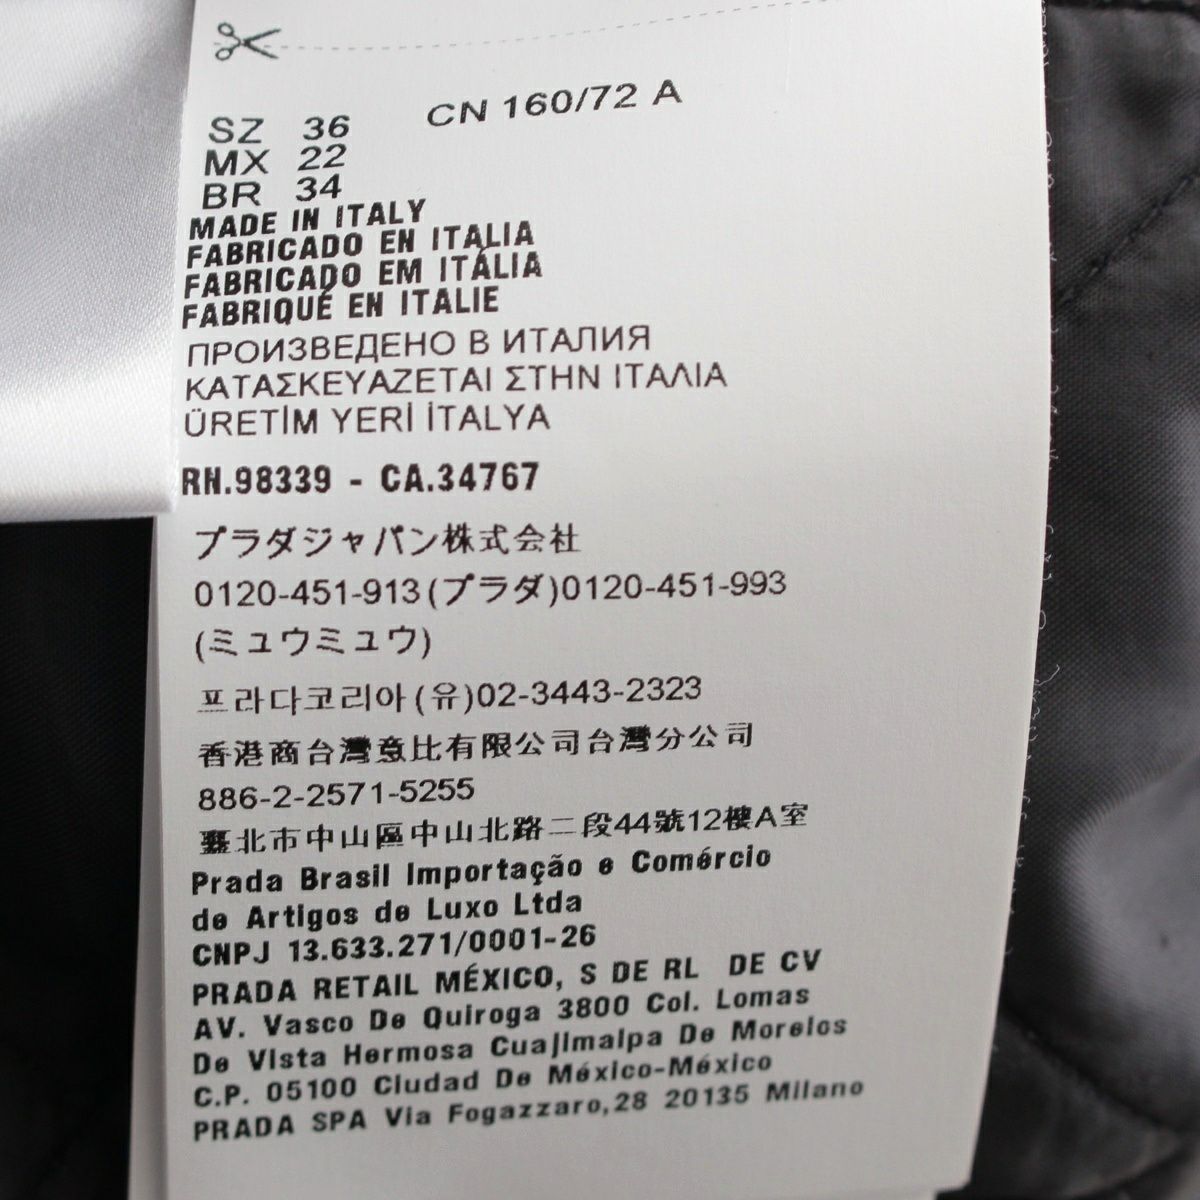 SZ 36 CN 160/72 A
MX 22
BR 34
MADE IN ITALY
FABRICADO EN ITALIA
FABRICADO EM ITÁLIA
FABRIQUÉ EN ITALIE
ПРОИЗВЕДЕНО В ИТАЛИЯ
ΚΑΤΑΣΚΕΥΑΖΕΤΑΙ ΣΤΗΝ ΙΤΑΛΙΑ
ÜRETİM YERİ İTALYA
RN.98339 - CA.34767
プラダジャパン株式会社
0120-451-913(プラダ)0120-451-993
(ミュウミュウ)
프라다코리아(유)02-3443-2323
香港商台灣意比有限公司台灣分公司
886-2-2571-5255
臺北市中山區中山北路二段44號12樓A室
Prada Brasil Importação e Comércio
de Artigos de Luxo Ltda
CNPJ 13.633.271/0001-26
PRADA RETAIL MÉXICO, S DE RL DE CV
AV. Vasco De Quiroga 3800 Col. Lomas
De Vista Hermosa Cuajimalpa De Morelos
C.P. 05100 Ciudad De México-México
PRADA SPA Via Fogazzaro,28 20135 Milano